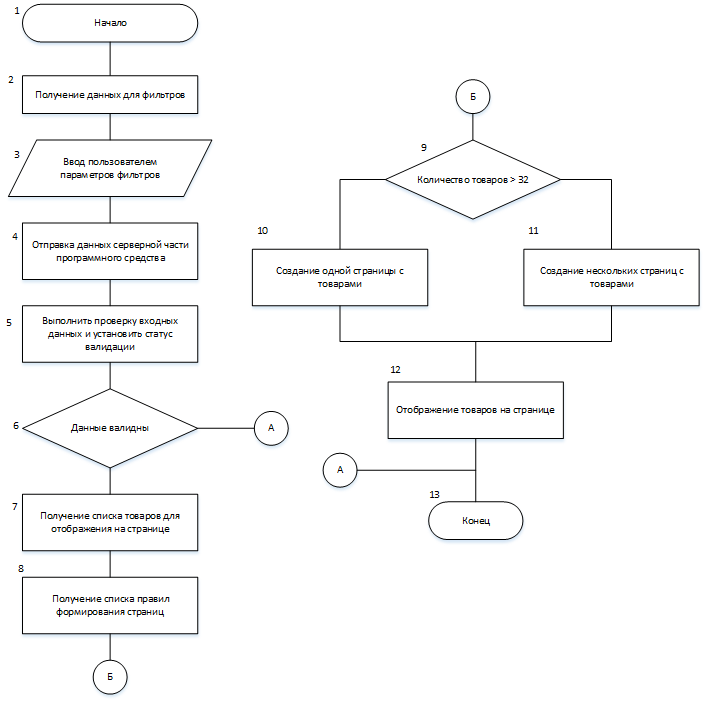 1
Начало
2
Получение данных для фильтров
3
Ввод пользователем
параметров фильтров
4
Отправка данных серверной части
программного средства
5
Выполнить проверку входных
данных и установить статус
валидации
6
Данные валидны
А
7
Получение списка товаров для
отображения на странице
8
Получение списка правил
формирования страниц
Б
Б
9
Количество товаров > 32
10
Создание одной страницы с
товарами
11
Создание нескольких страниц с
товарами
12
Отображение товаров на странице
А
13
Конец